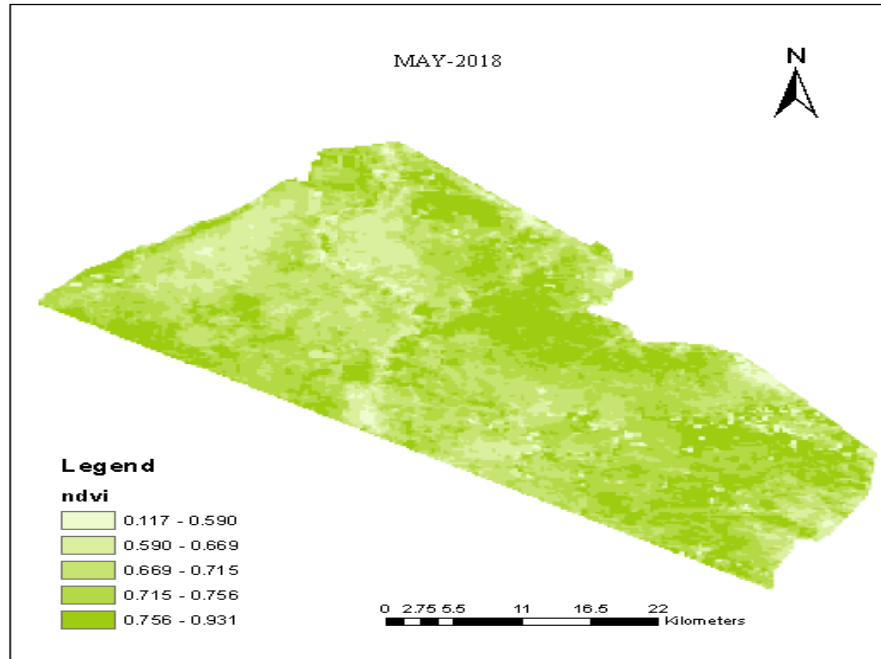 MAY-2018
N
Legend
ndvi
0.117 - 0.590
0.590 - 0.669
0.669 - 0.715
0.715 - 0.756
0.756 - 0.931
0 2.75 5.5 11 16.5 22
Kilometers